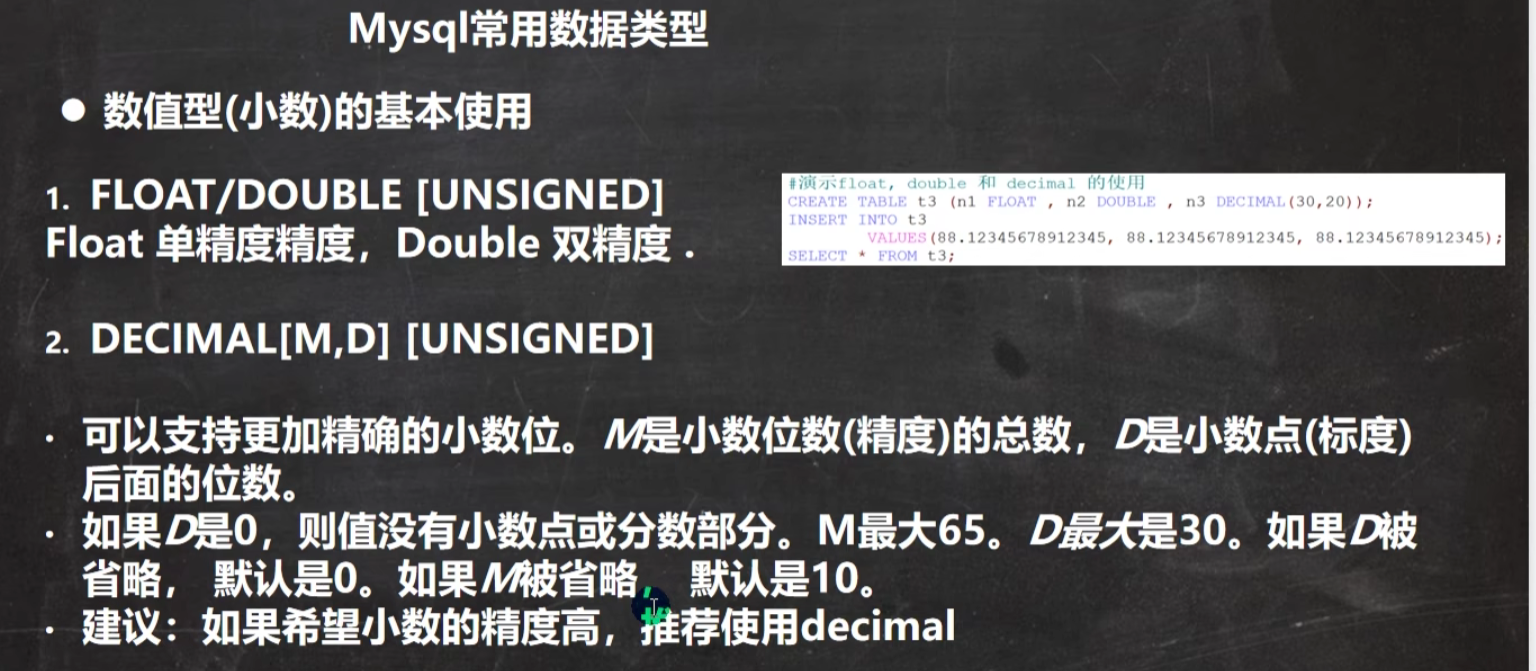 Mysql常用数据类型
● 数值型(小数)的基本使用
1. FLOAT/DOUBLE [UNSIGNED]
Float 单精度精度，Double 双精度 .
#演示float, double 和 decimal 的使用
CREATE TABLE t3 (n1 FLOAT , n2 DOUBLE , n3 DECIMAL(30,20));
INSERT INTO t3
VALUES(88.12345678912345, 88.12345678912345, 88.12345678912345);
SELECT * FROM t3;
2. DECIMAL[M,D] [UNSIGNED]
· 可以支持更加精确的小数位。M是小数位数(精度)的总数，D是小数点(标度)
后面的位数。
· 如果D是0，则值没有小数点或分数部分。M最大65。D最大是30。如果D被
省略， 默认是0。如果M被省略， 默认是10。
· 建议：如果希望小数的精度高，推荐使用decimal